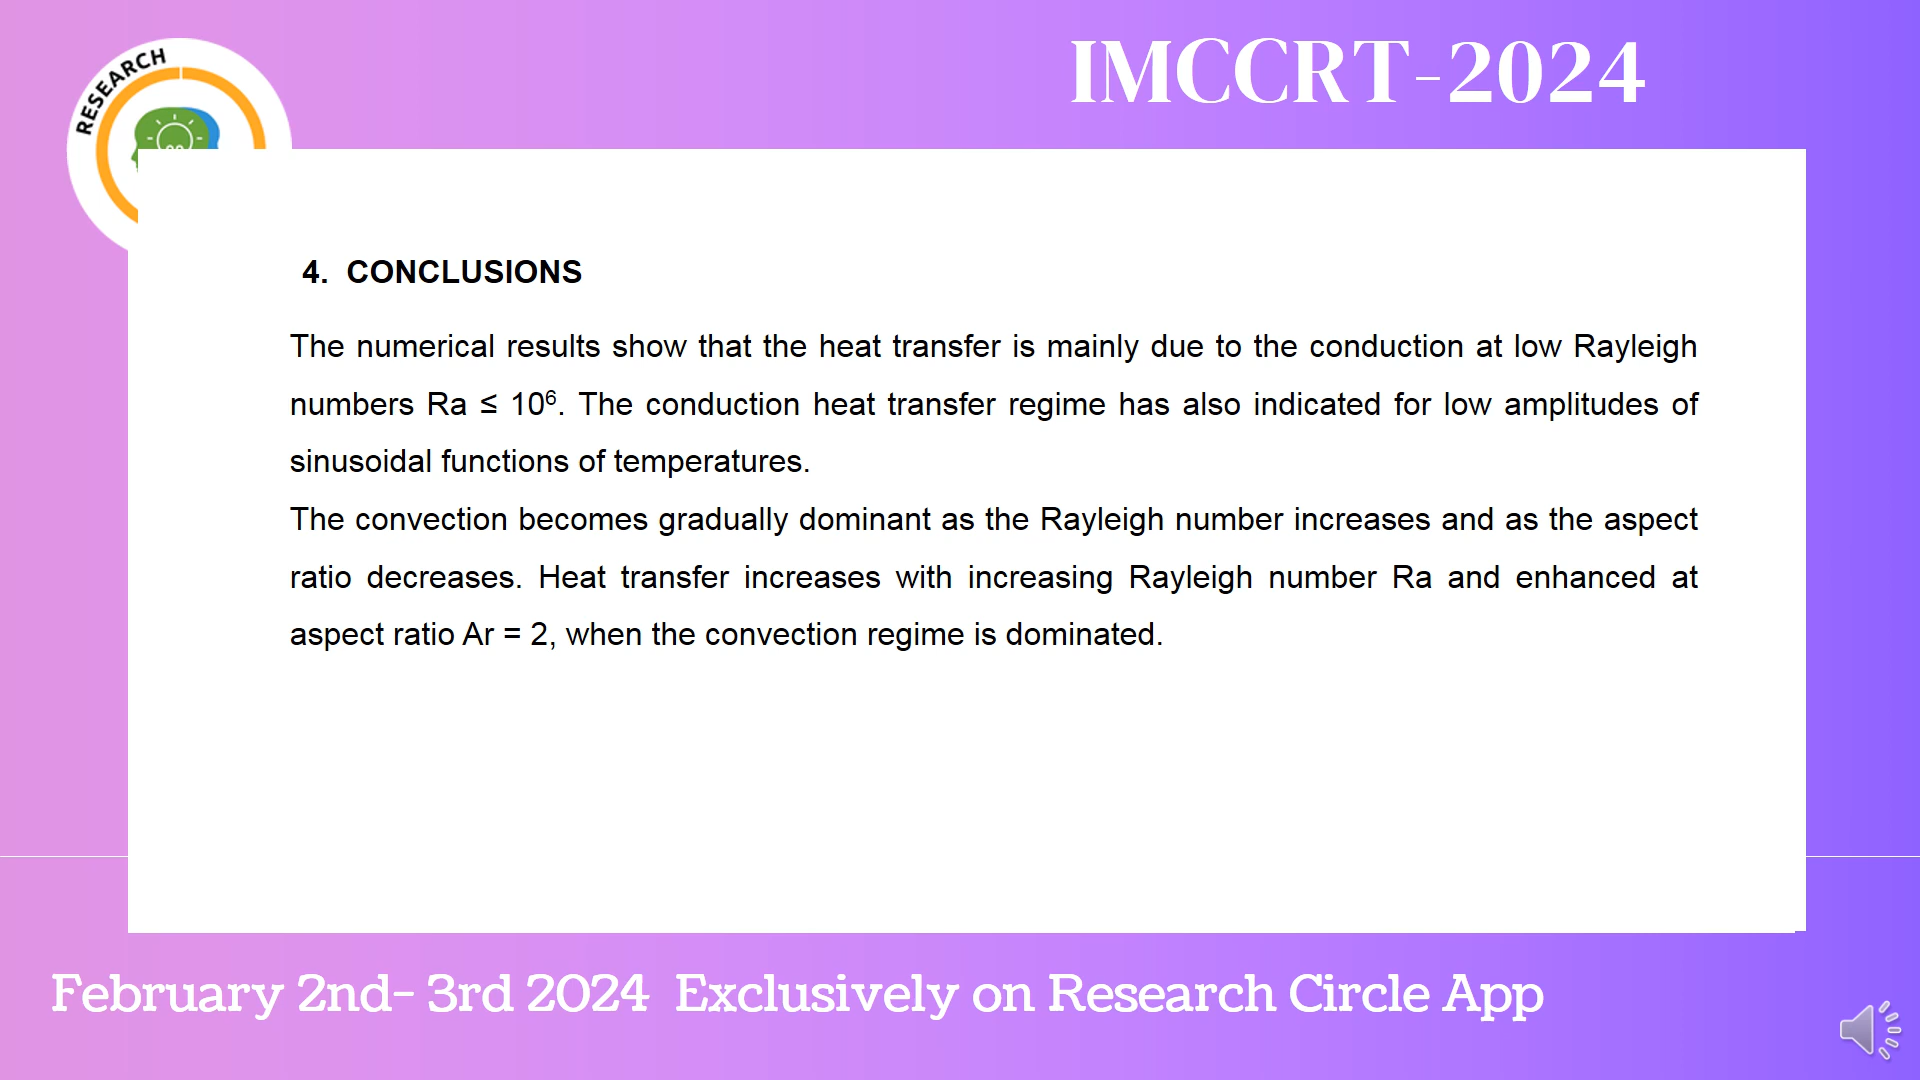 RESEARCH
IMCCRT-2024
4. CONCLUSIONS
The numerical results show that the heat transfer is mainly due to the conduction at low Rayleigh
numbers Ra ≤ 10⁶. The conduction heat transfer regime has also indicated for low amplitudes of
sinusoidal functions of temperatures.
The convection becomes gradually dominant as the Rayleigh number increases and as the aspect
ratio decreases. Heat transfer increases with increasing Rayleigh number Ra and enhanced at
aspect ratio Ar = 2, when the convection regime is dominated.
February 2nd- 3rd 2024 Exclusively on Research Circle App